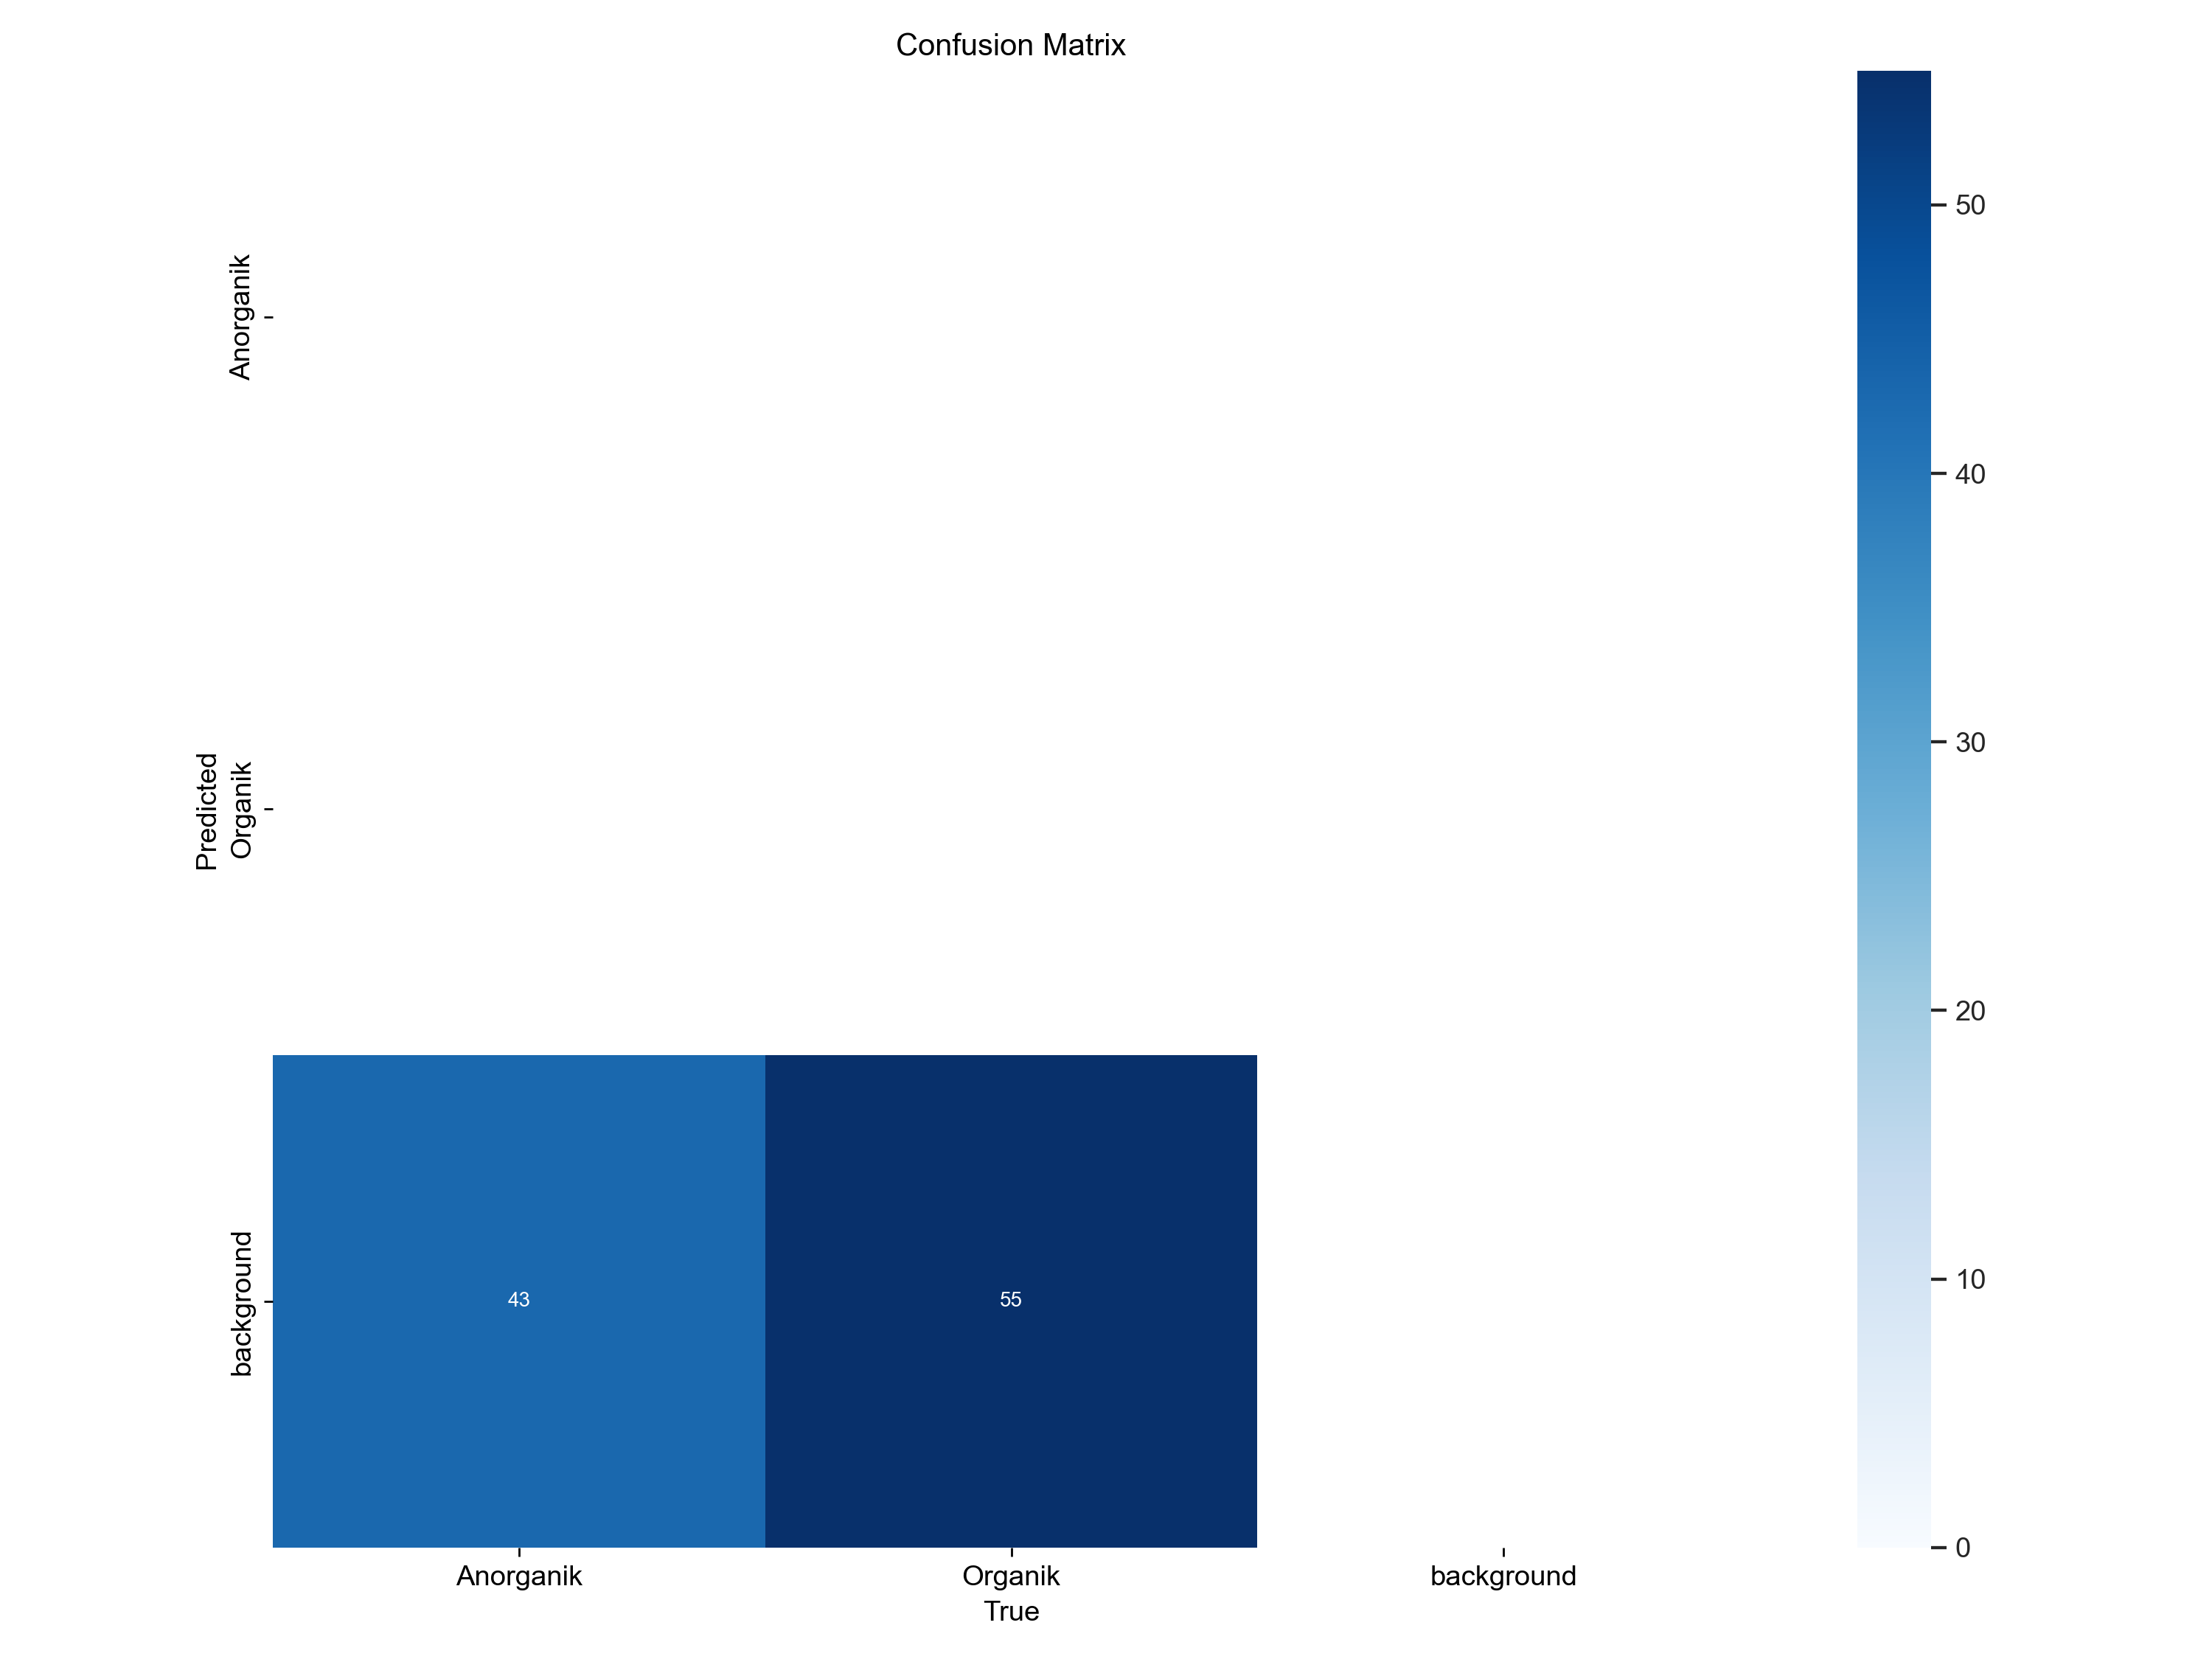 Confusion Matrix
Anorganik
Organik
background
Predicted
43
55
Anorganik
Organik
background
True
50
40
30
20
10
0